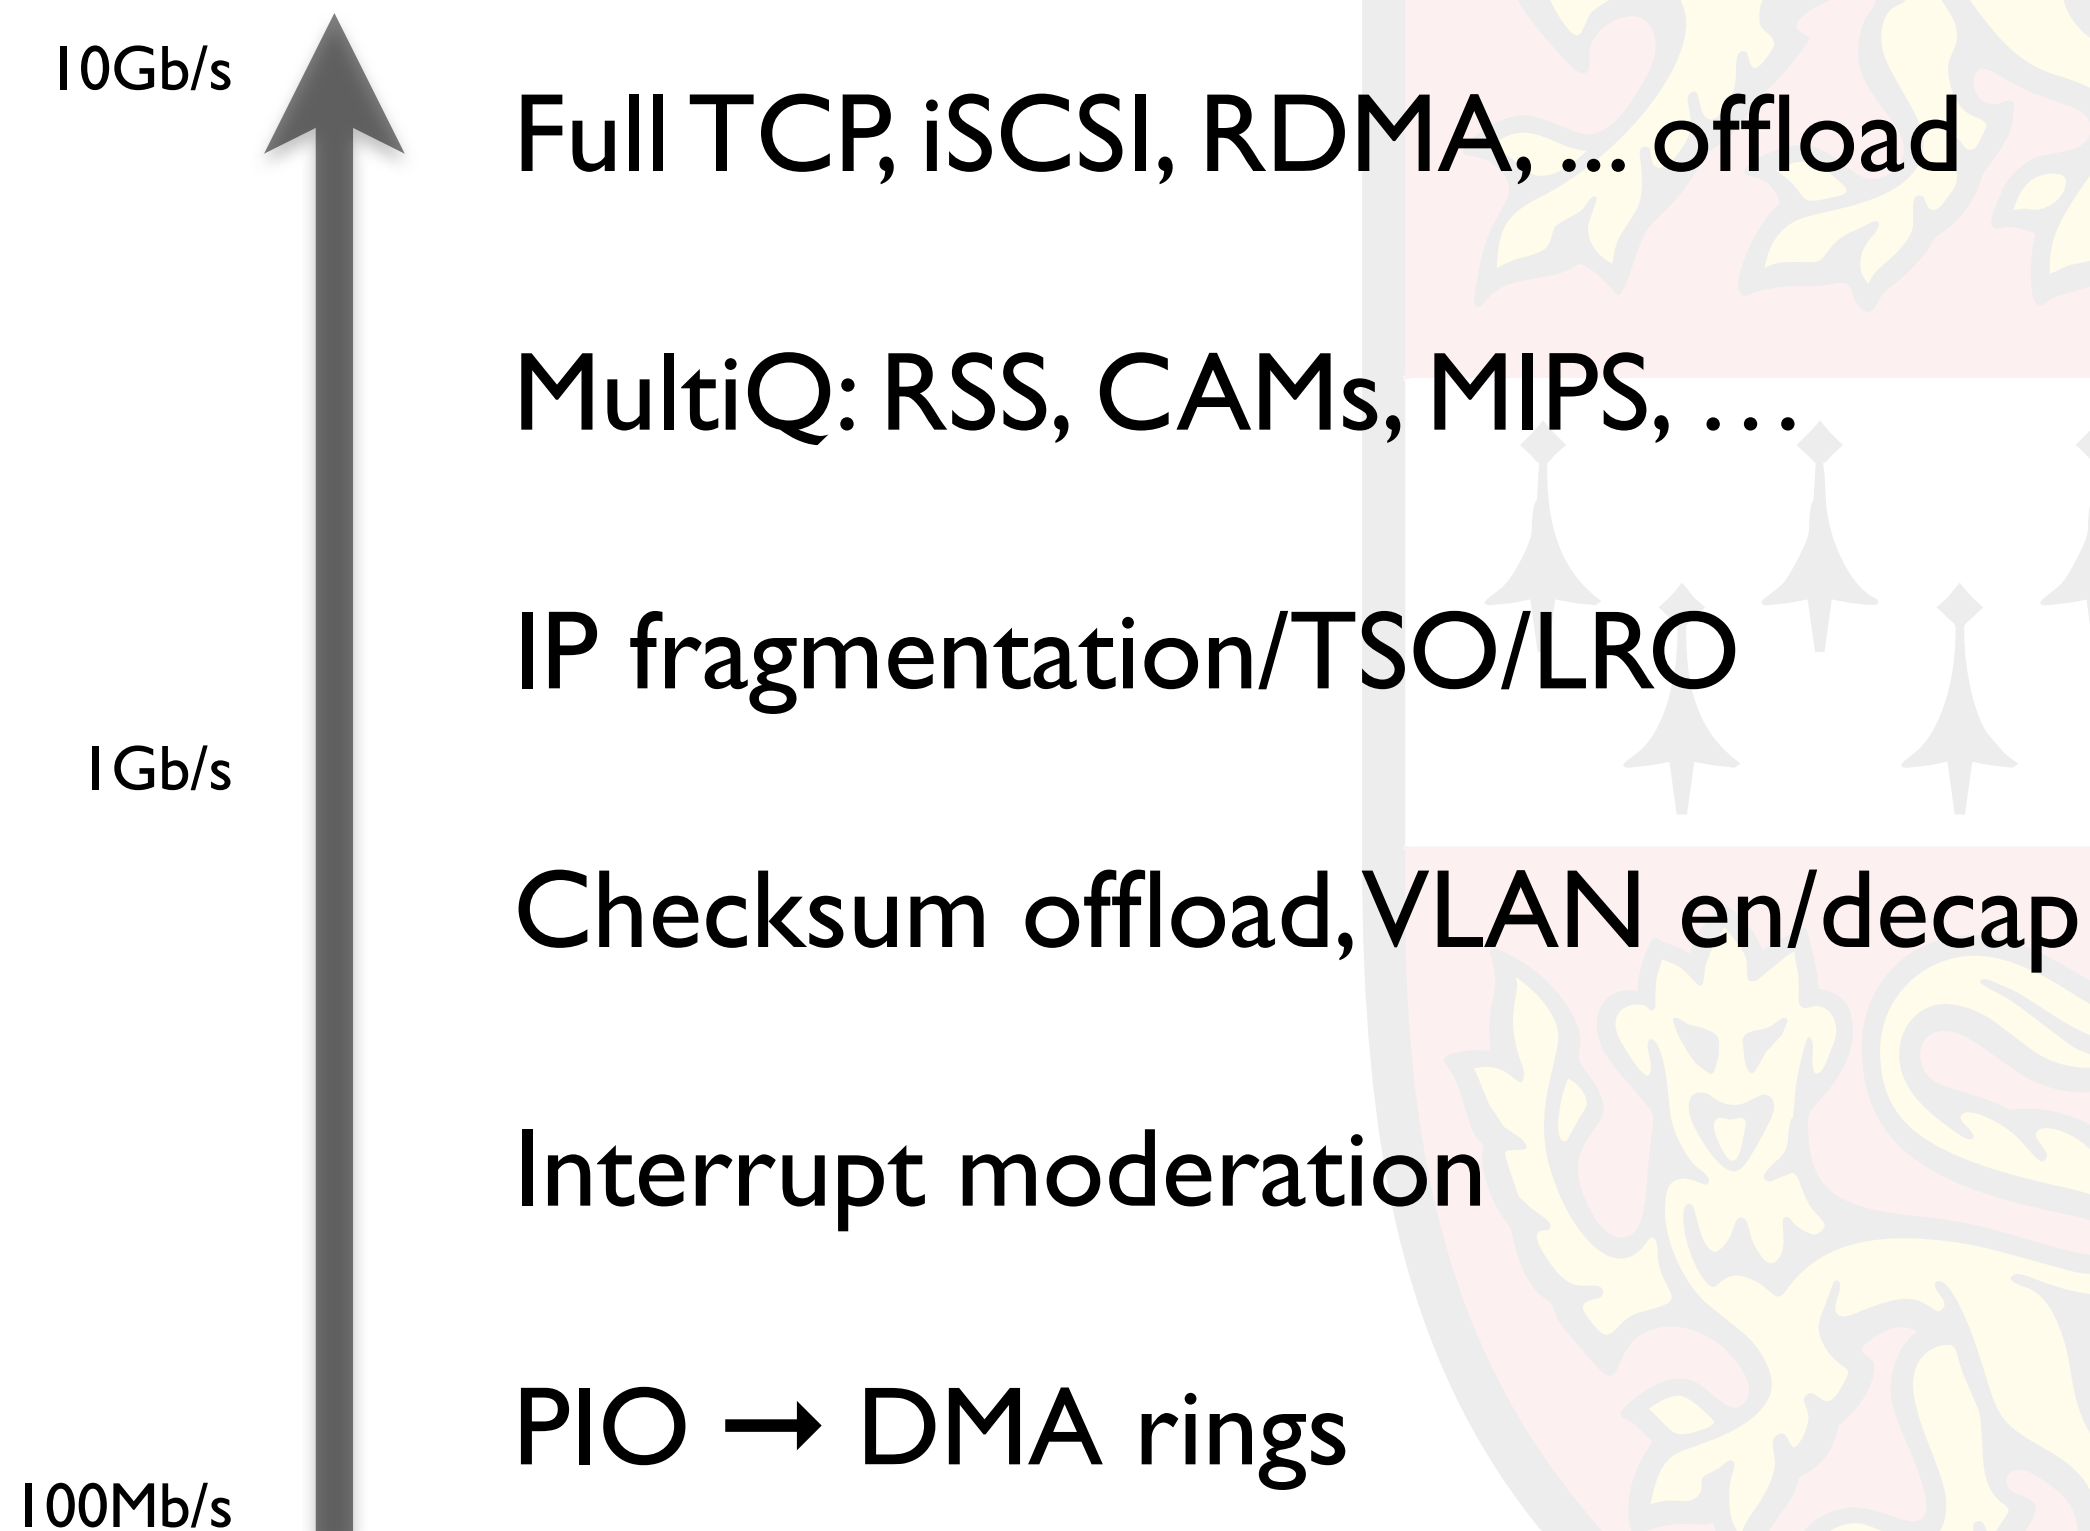 10Gb/s
Full TCP, iSCSI, RDMA, ... offload
MultiQ: RSS, CAMs, MIPS, …
IP fragmentation/TSO/LRO
1Gb/s
Checksum offload, VLAN en/decap
Interrupt moderation
PIO → DMA rings
100Mb/s